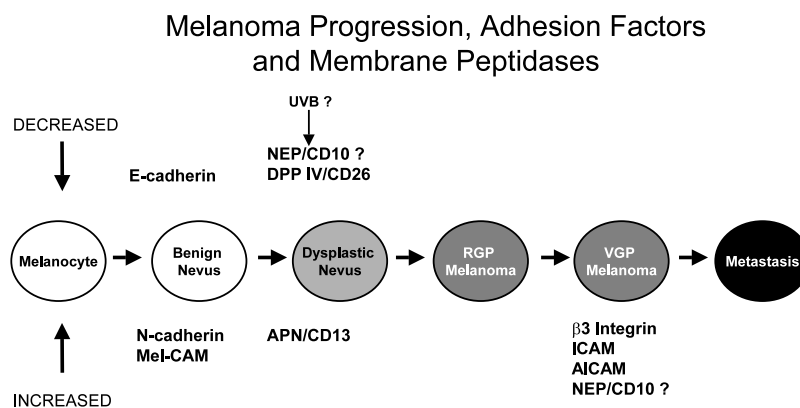 Melanoma Progression, Adhesion Factors
and Membrane Peptidases
UVB ?
DECREASED
NEP/CD10 ?
DPP IV/CD26
E-cadherin
Melanocyte
Benign
Nevus
Dysplastic
Nevus
RGP
Melanoma
VGP
Melanoma
Metastasis
N-cadherin
Mel-CAM
APN/CD13
β3 Integrin
ICAM
AICAM
NEP/CD10 ?
INCREASED